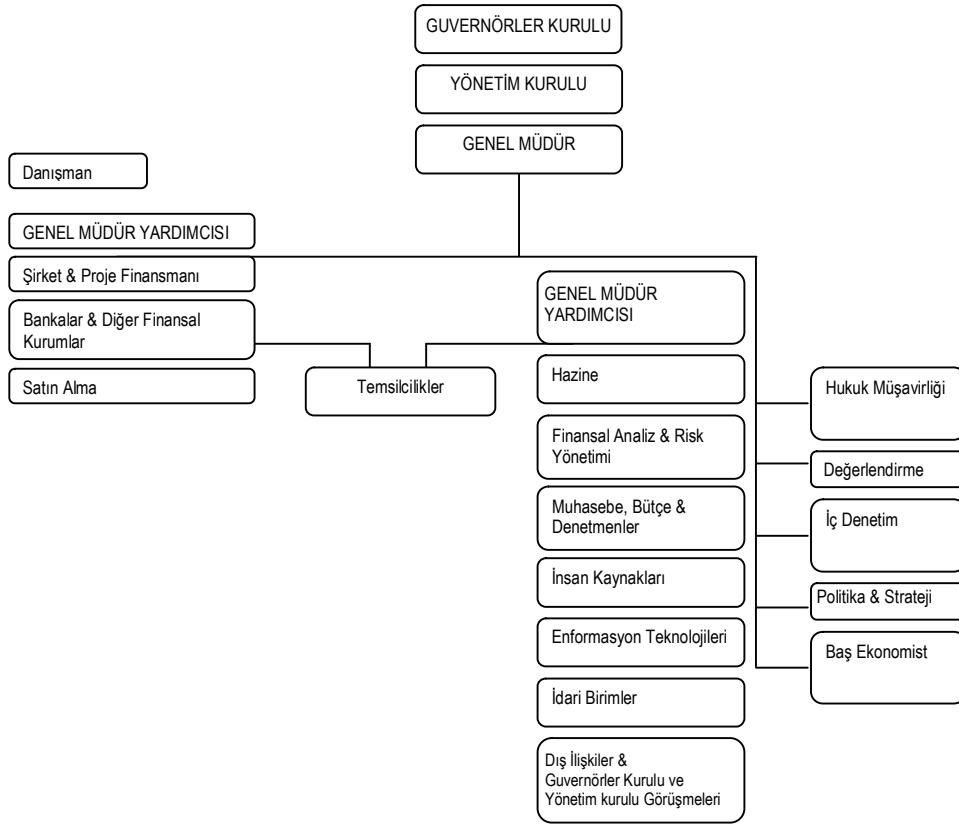 GUVERNÖRLER KURULU
YÖNETİM KURULU
GENEL MÜDÜR
Danışman
GENEL MÜDÜR YARDIMCISI
Şirket & Proje Finansmanı
Bankalar & Diğer Finansal
Kurumlar
Satın Alma
Temsilcilikler
GENEL MÜDÜR
YARDIMCISI
Hazine
Finansal Analiz & Risk
Yönetimi
Muhasebe, Bütçe &
Denetmenler
İnsan Kaynakları
Enformasyon Teknolojileri
İdari Birimler
Dış İlişkiler &
Guvernörler Kurulu ve
Yönetim kurulu Görüşmeleri
Hukuk Müşavirliği
Değerlendirme
İç Denetim
Politika & Strateji
Baş Ekonomist